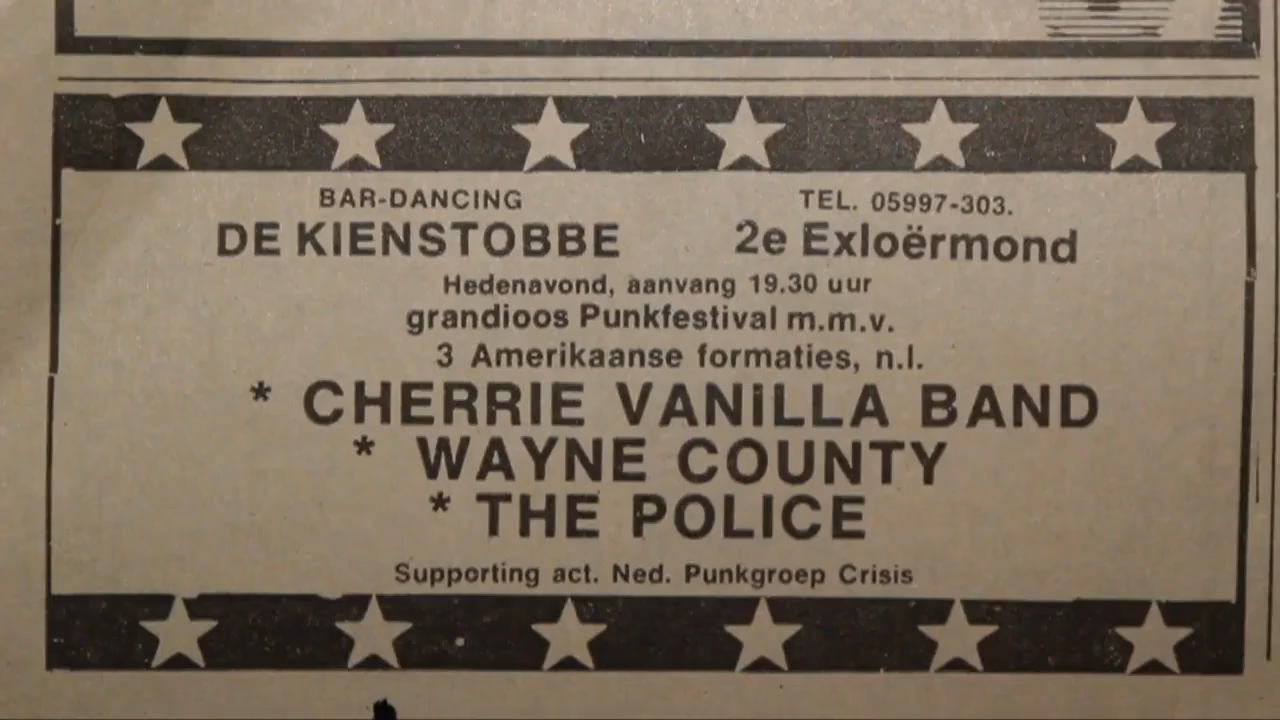 BAR-DANCING TEL. 05997-303.
DE KIENSTOBBE 2e Exloërmond
Hedenavond, aanvang 19.30 uur
grandioos Punkfestival m.m.v.
3 Amerikaanse formaties, n.l.
* CHERRIE VANILLA BAND
* WAYNE COUNTY
* THE POLICE
Supporting act. Ned. Punkgroep Crisis